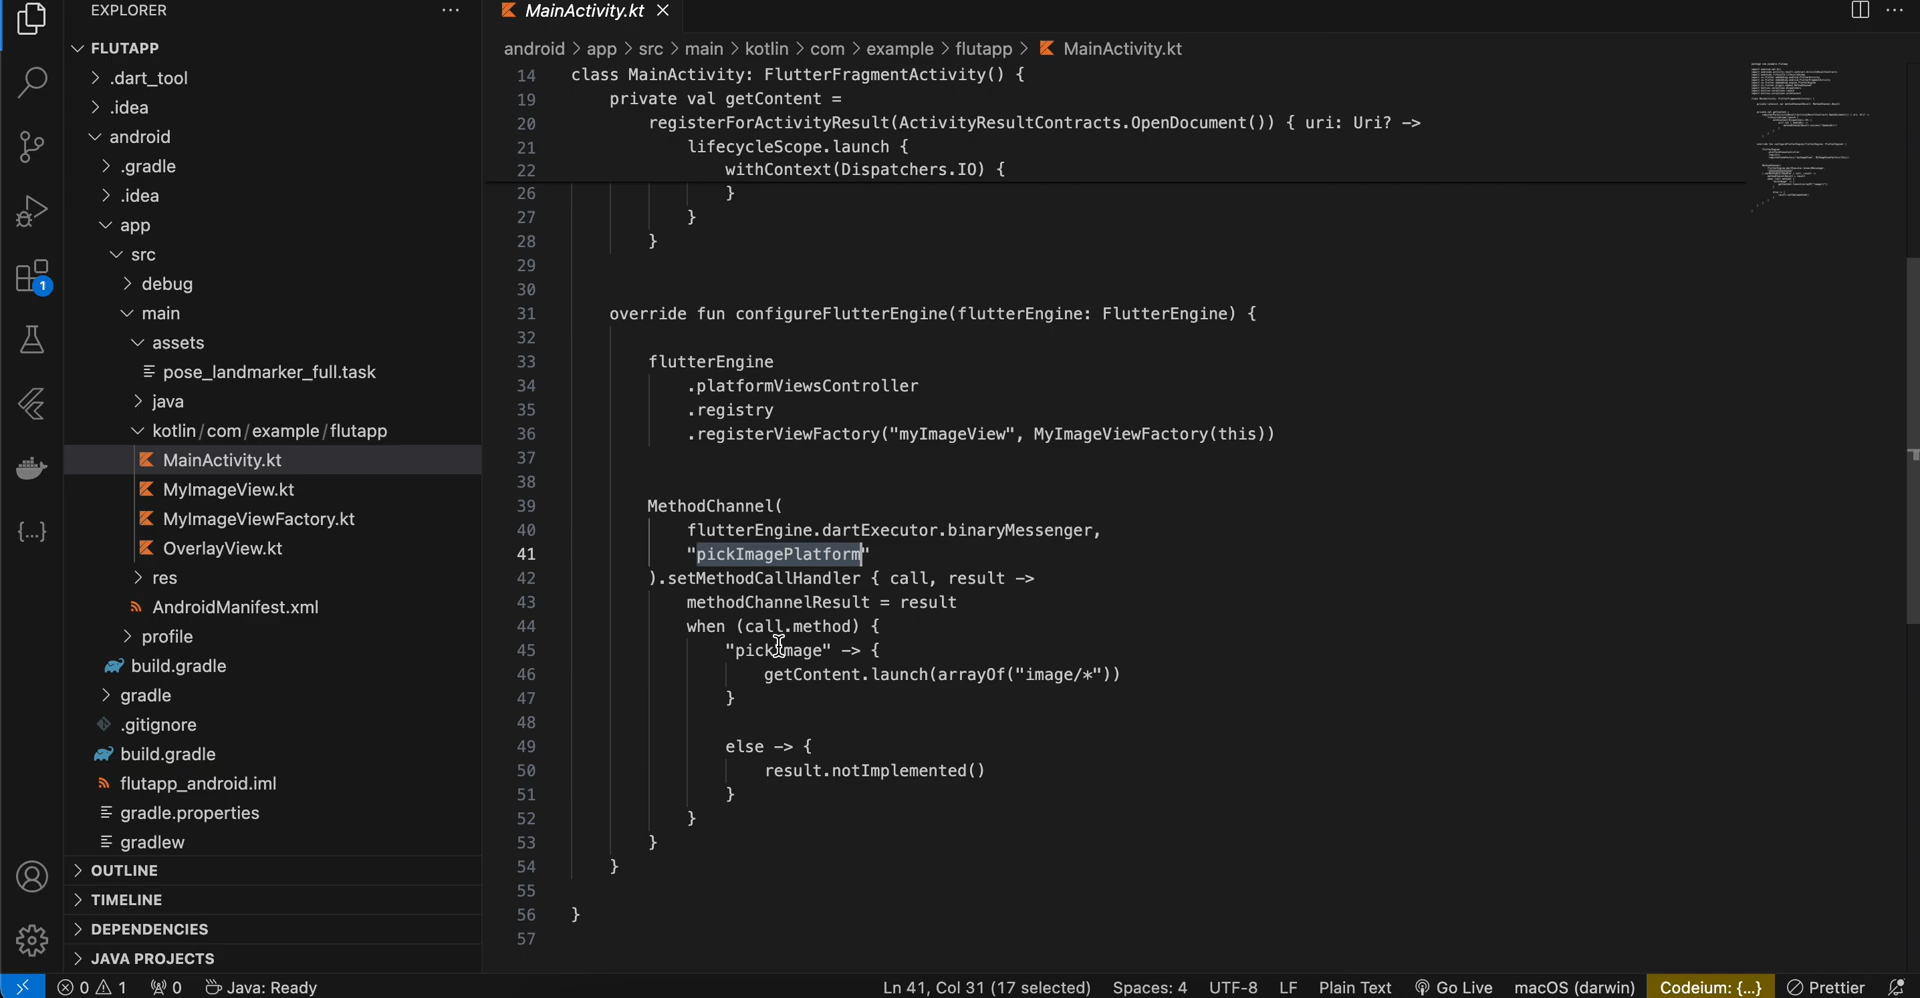 EXPLORER
···
FLUTAPP
.dart_tool
.idea
android
.gradle
.idea
app
src
debug
main
assets
pose_landmarker_full.task
java
kotlin/com/example/flutapp
MainActivity.kt
MyImageView.kt
MyImageViewFactory.kt
OverlayView.kt
res
AndroidManifest.xml
profile
build.gradle
gradle
.gitignore
build.gradle
flutapp_android.iml
gradle.properties
gradlew
OUTLINE
TIMELINE
DEPENDENCIES
JAVA PROJECTS
1
{...}
MainActivity.kt
android > app > src > main > kotlin > com > example > flutapp > MainActivity.kt
14 class MainActivity: FlutterFragmentActivity() {
19 private val getContent =
20 registerForActivityResult(ActivityResultContracts.OpenDocument()) { uri: Uri? ->
21 lifecycleScope.launch {
22 withContext(Dispatchers.IO) {
26 }
27 }
28 }
29
30
31 override fun configureFlutterEngine(flutterEngine: FlutterEngine) {
32
33 flutterEngine
34 .platformViewsController
35 .registry
36 .registerViewFactory("myImageView", MyImageViewFactory(this))
37
38
39 MethodChannel(
40 flutterEngine.dartExecutor.binaryMessenger,
41 "pickImagePlatform"
42 ).setMethodCallHandler { call, result ->
43 methodChannelResult = result
44 when (call.method) {
45 "pickImage" -> {
46 getContent.launch(arrayOf("image/*"))
47 }
48
49 else -> {
50 result.notImplemented()
51 }
52 }
53 }
54 }
55
56 }
57
0 1 0 Java: Ready Ln 41, Col 31 (17 selected) Spaces: 4 UTF-8 LF Plain Text Go Live macOS (darwin) Codeium: {...} Prettier